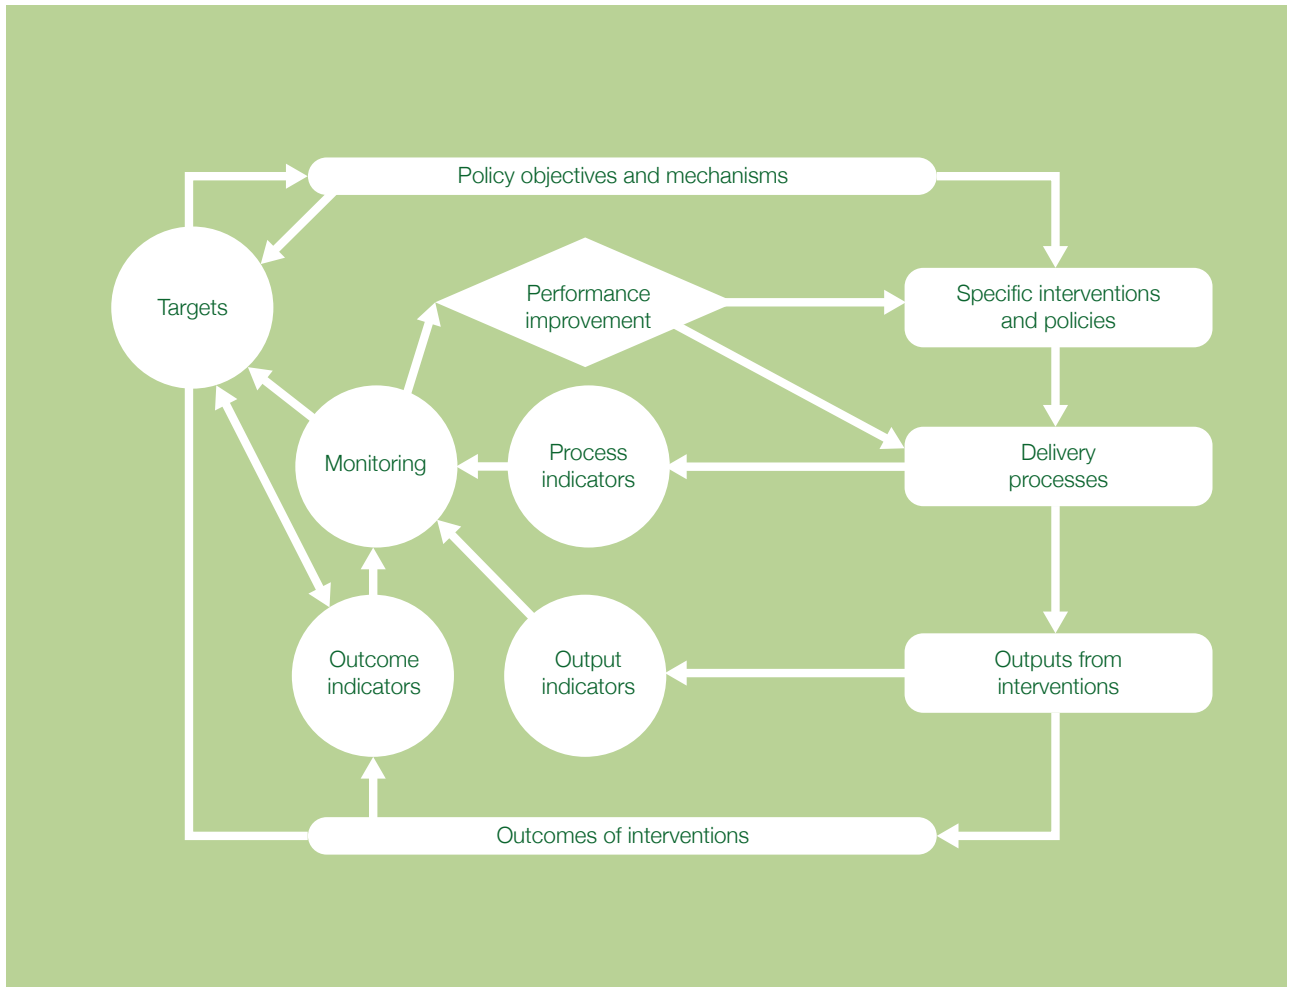 Policy objectives and mechanisms
Targets
Performance
improvement
Specific interventions
and policies
Monitoring
Process
indicators
Delivery
processes
Outcome
indicators
Output
indicators
Outputs from
interventions
Outcomes of interventions